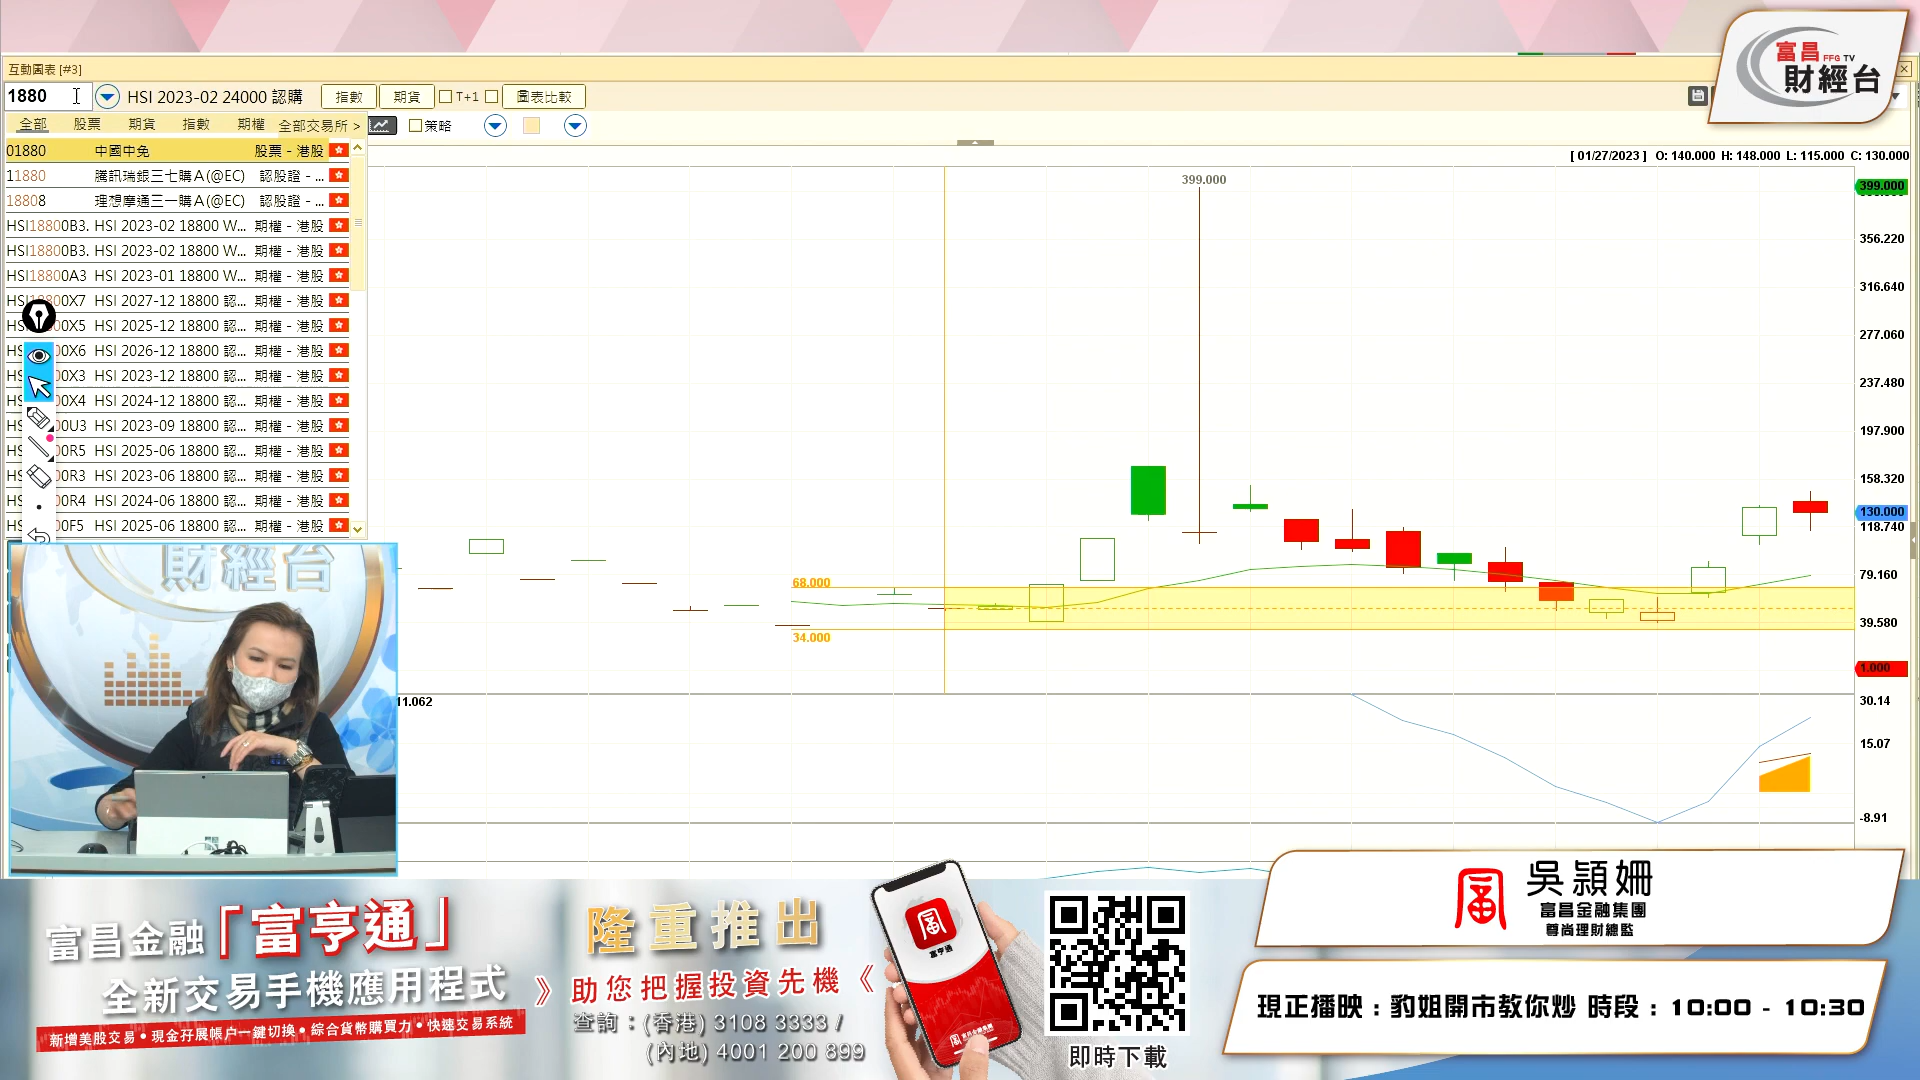 互動圖表 [#3]
1880
HSI 2023-02 24000 認購
指數
期貨
T+1
圖表比較
富昌 FFG TV
財經台
全部 股票 期貨 指數 期權 全部交易所 >
策略
[ 01/27/2023 ] O: 140.000 H: 148.000 L: 115.000 C: 130.000
01880 中國中免 股票 - 港股
11880 騰訊瑞銀三七購A(@EC) 認股證 - ...
18808 理想摩通三一購A(@EC) 認股證 - ...
HSI18800B3. HSI 2023-02 18800 W... 期權 - 港股
HSI18800B3. HSI 2023-02 18800 W... 期權 - 港股
HSI18800A3 HSI 2023-01 18800 W... 期權 - 港股
00X7 HSI 2027-12 18800 認... 期權 - 港股
00X5 HSI 2025-12 18800 認... 期權 - 港股
00X6 HSI 2026-12 18800 認... 期權 - 港股
00X3 HSI 2023-12 18800 認... 期權 - 港股
00X4 HSI 2024-12 18800 認... 期權 - 港股
00U3 HSI 2023-09 18800 認... 期權 - 港股
00R5 HSI 2025-06 18800 認... 期權 - 港股
00R3 HSI 2023-06 18800 認... 期權 - 港股
00R4 HSI 2024-06 18800 認... 期權 - 港股
00F5 HSI 2025-06 18800 認... 期權 - 港股
399.000
68.000
34.000
399.000
356.220
316.640
277.060
237.480
197.900
158.320
130.000
118.740
79.160
39.580
1.000
11.062
30.14
15.07
-8.91
財經台
富昌金融「富亨通」
全新交易手機應用程式
新增美股交易 • 現金孖展帳戶一鍵切換 • 綜合貨幣購買力 • 快速交易系統
隆重推出
》助您把握投資先機《
查詢：(香港) 3108 3333 /
(內地) 4001 200 899
富亨通
即時下載
吳穎姍
富昌金融集團
尊尚理財總監
現正播映：豹姐開市教你炒 時段：10:00 - 10:30